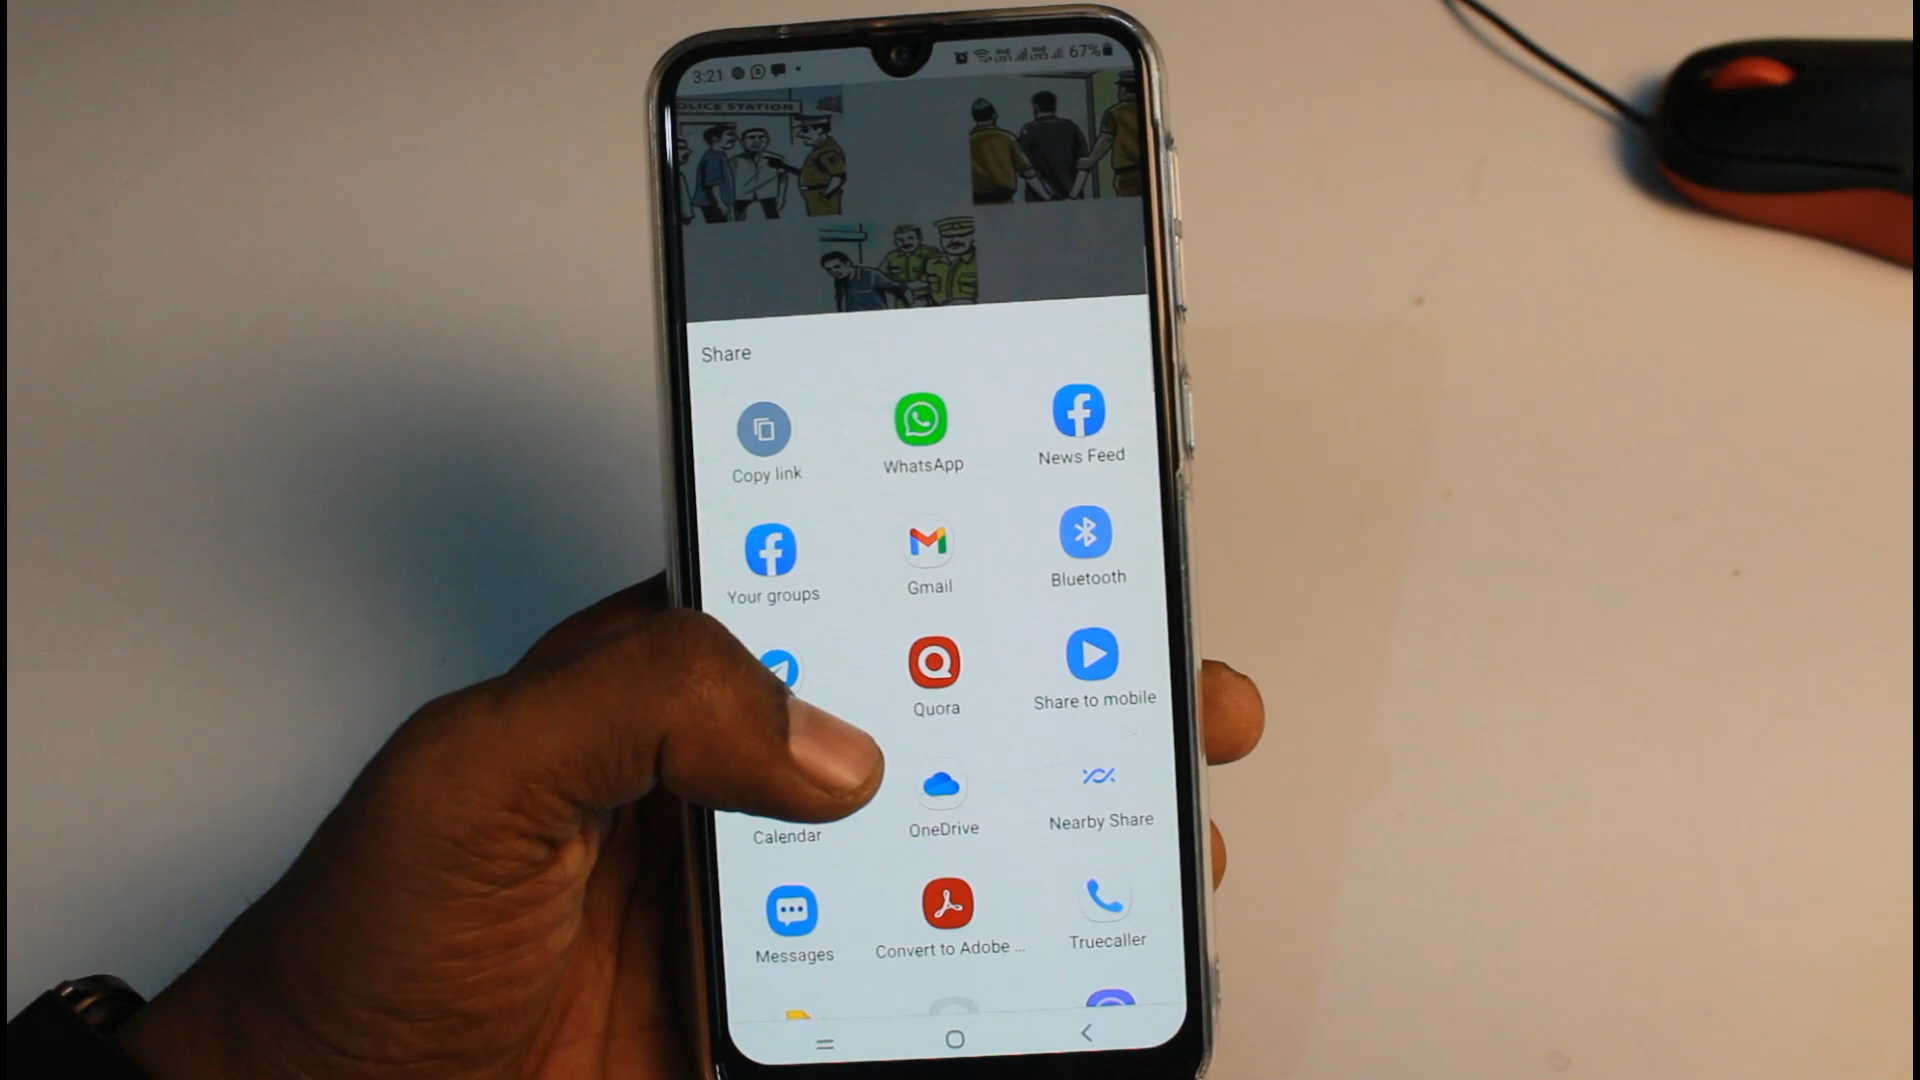 3:21
67%
OLICE STATION
Share
Copy link
WhatsApp
News Feed
Your groups
Gmail
Bluetooth
Quora
Share to mobile
Calendar
OneDrive
Nearby Share
Messages
Convert to Adobe ...
Truecaller